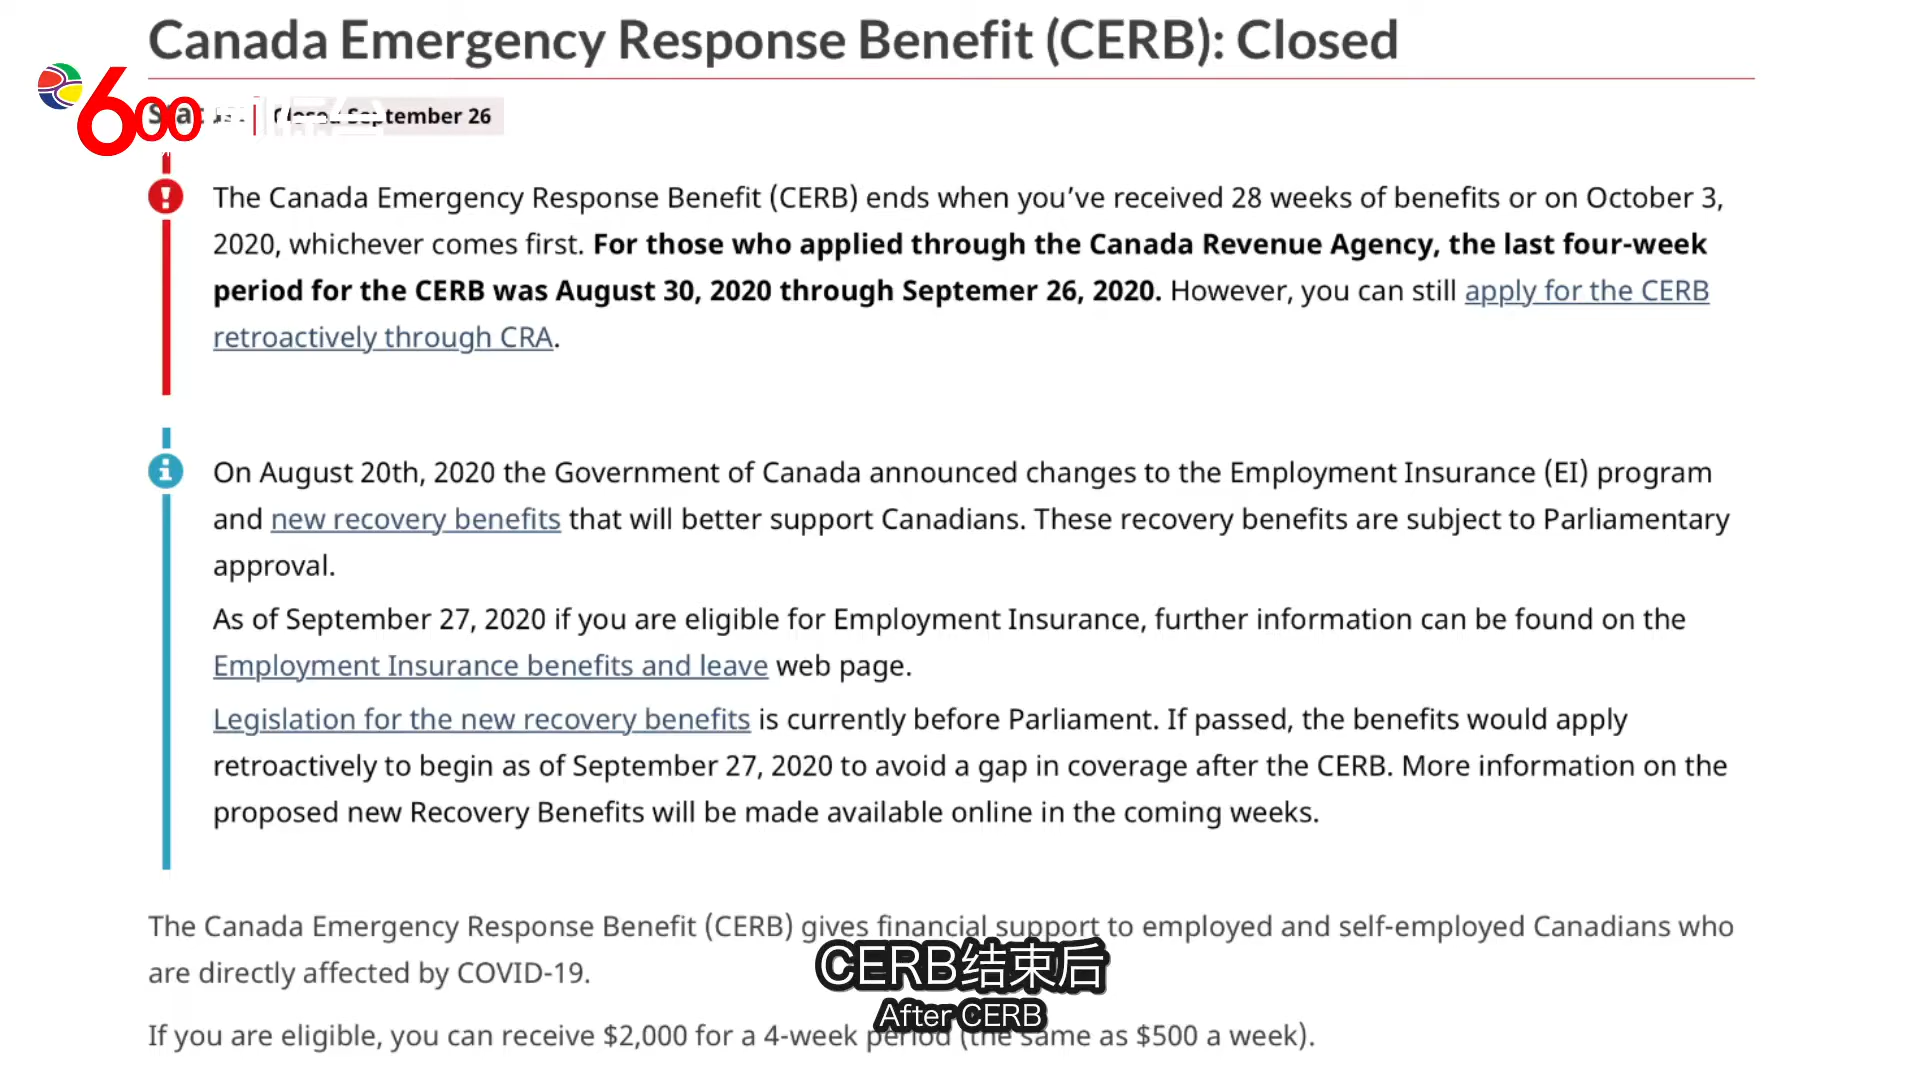 Canada Emergency Response Benefit (CERB): Closed
600
September 26
The Canada Emergency Response Benefit (CERB) ends when you’ve received 28 weeks of benefits or on October 3,
2020, whichever comes first. For those who applied through the Canada Revenue Agency, the last four-week
period for the CERB was August 30, 2020 through Septemer 26, 2020. However, you can still apply for the CERB
retroactively through CRA.
On August 20th, 2020 the Government of Canada announced changes to the Employment Insurance (EI) program
and new recovery benefits that will better support Canadians. These recovery benefits are subject to Parliamentary
approval.
As of September 27, 2020 if you are eligible for Employment Insurance, further information can be found on the
Employment Insurance benefits and leave web page.
Legislation for the new recovery benefits is currently before Parliament. If passed, the benefits would apply
retroactively to begin as of September 27, 2020 to avoid a gap in coverage after the CERB. More information on the
proposed new Recovery Benefits will be made available online in the coming weeks.
The Canada Emergency Response Benefit (CERB) gives financial support to employed and self-employed Canadians who
are directly affected by COVID-19.
CERB结束后
After CERB
If you are eligible, you can receive $2,000 for a 4-week period (the same as $500 a week).